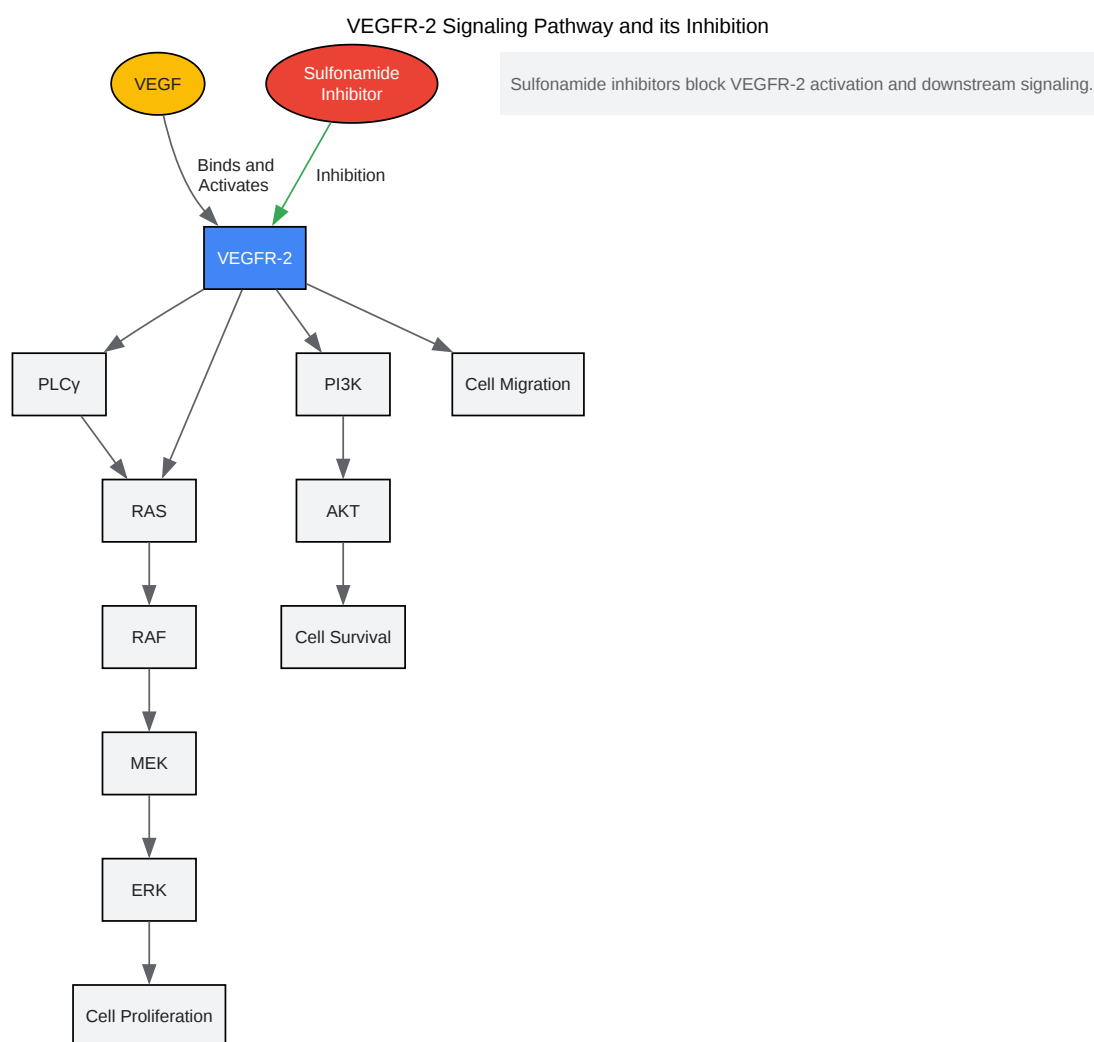 VEGFR-2 Signaling Pathway and its Inhibition
VEGF
Sulfonamide
Inhibitor
Sulfonamide inhibitors block VEGFR-2 activation and downstream signaling.
Binds and
Activates
Inhibition
VEGFR-2
PLCγ
PI3K
Cell Migration
RAS
AKT
RAF
Cell Survival
MEK
ERK
Cell Proliferation